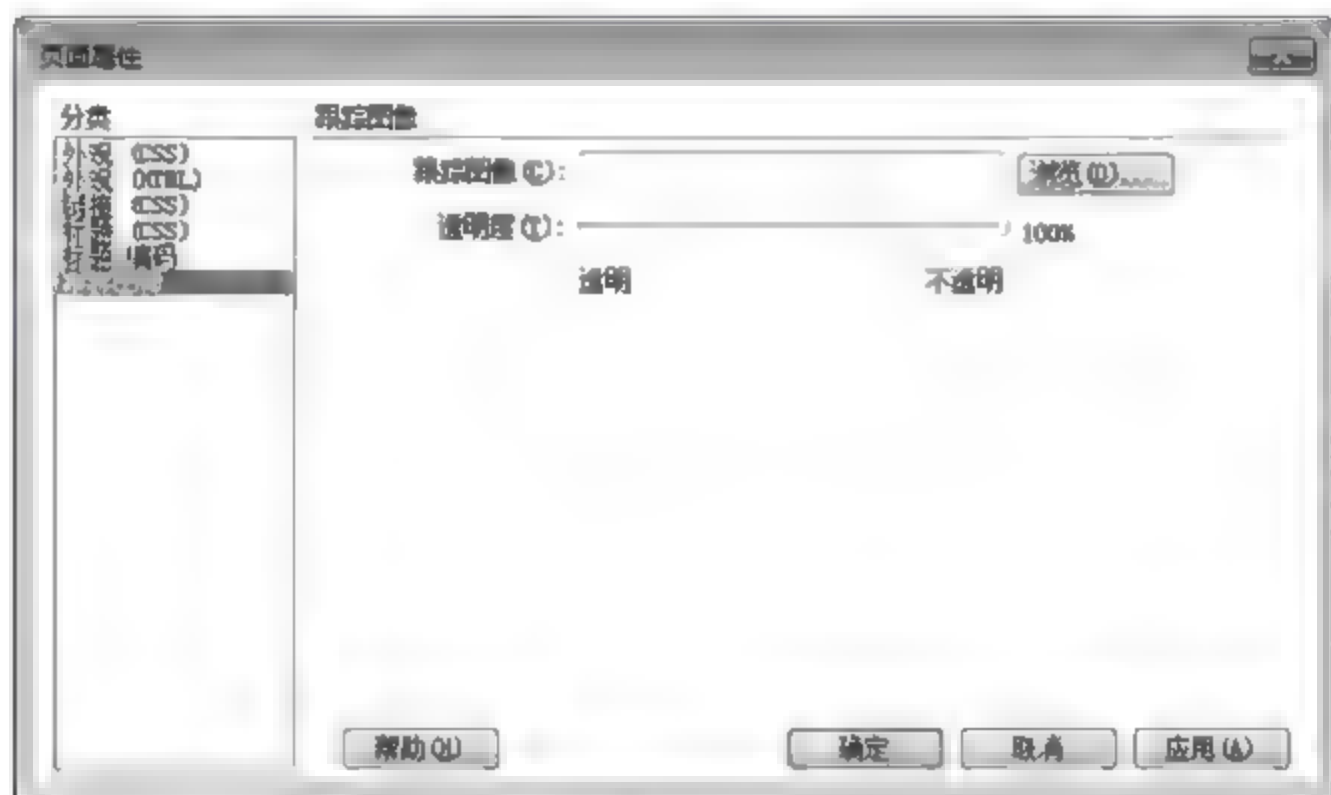 页面属性
分类
外观 (CSS)
外观 (HTML)
链接 (CSS)
标题 (CSS)
标题/编码
跟踪图像
跟踪图像(I):
浏览(B)...
透明度(T):
100%
透明
不透明
帮助(H)
确定
取消
应用(A)